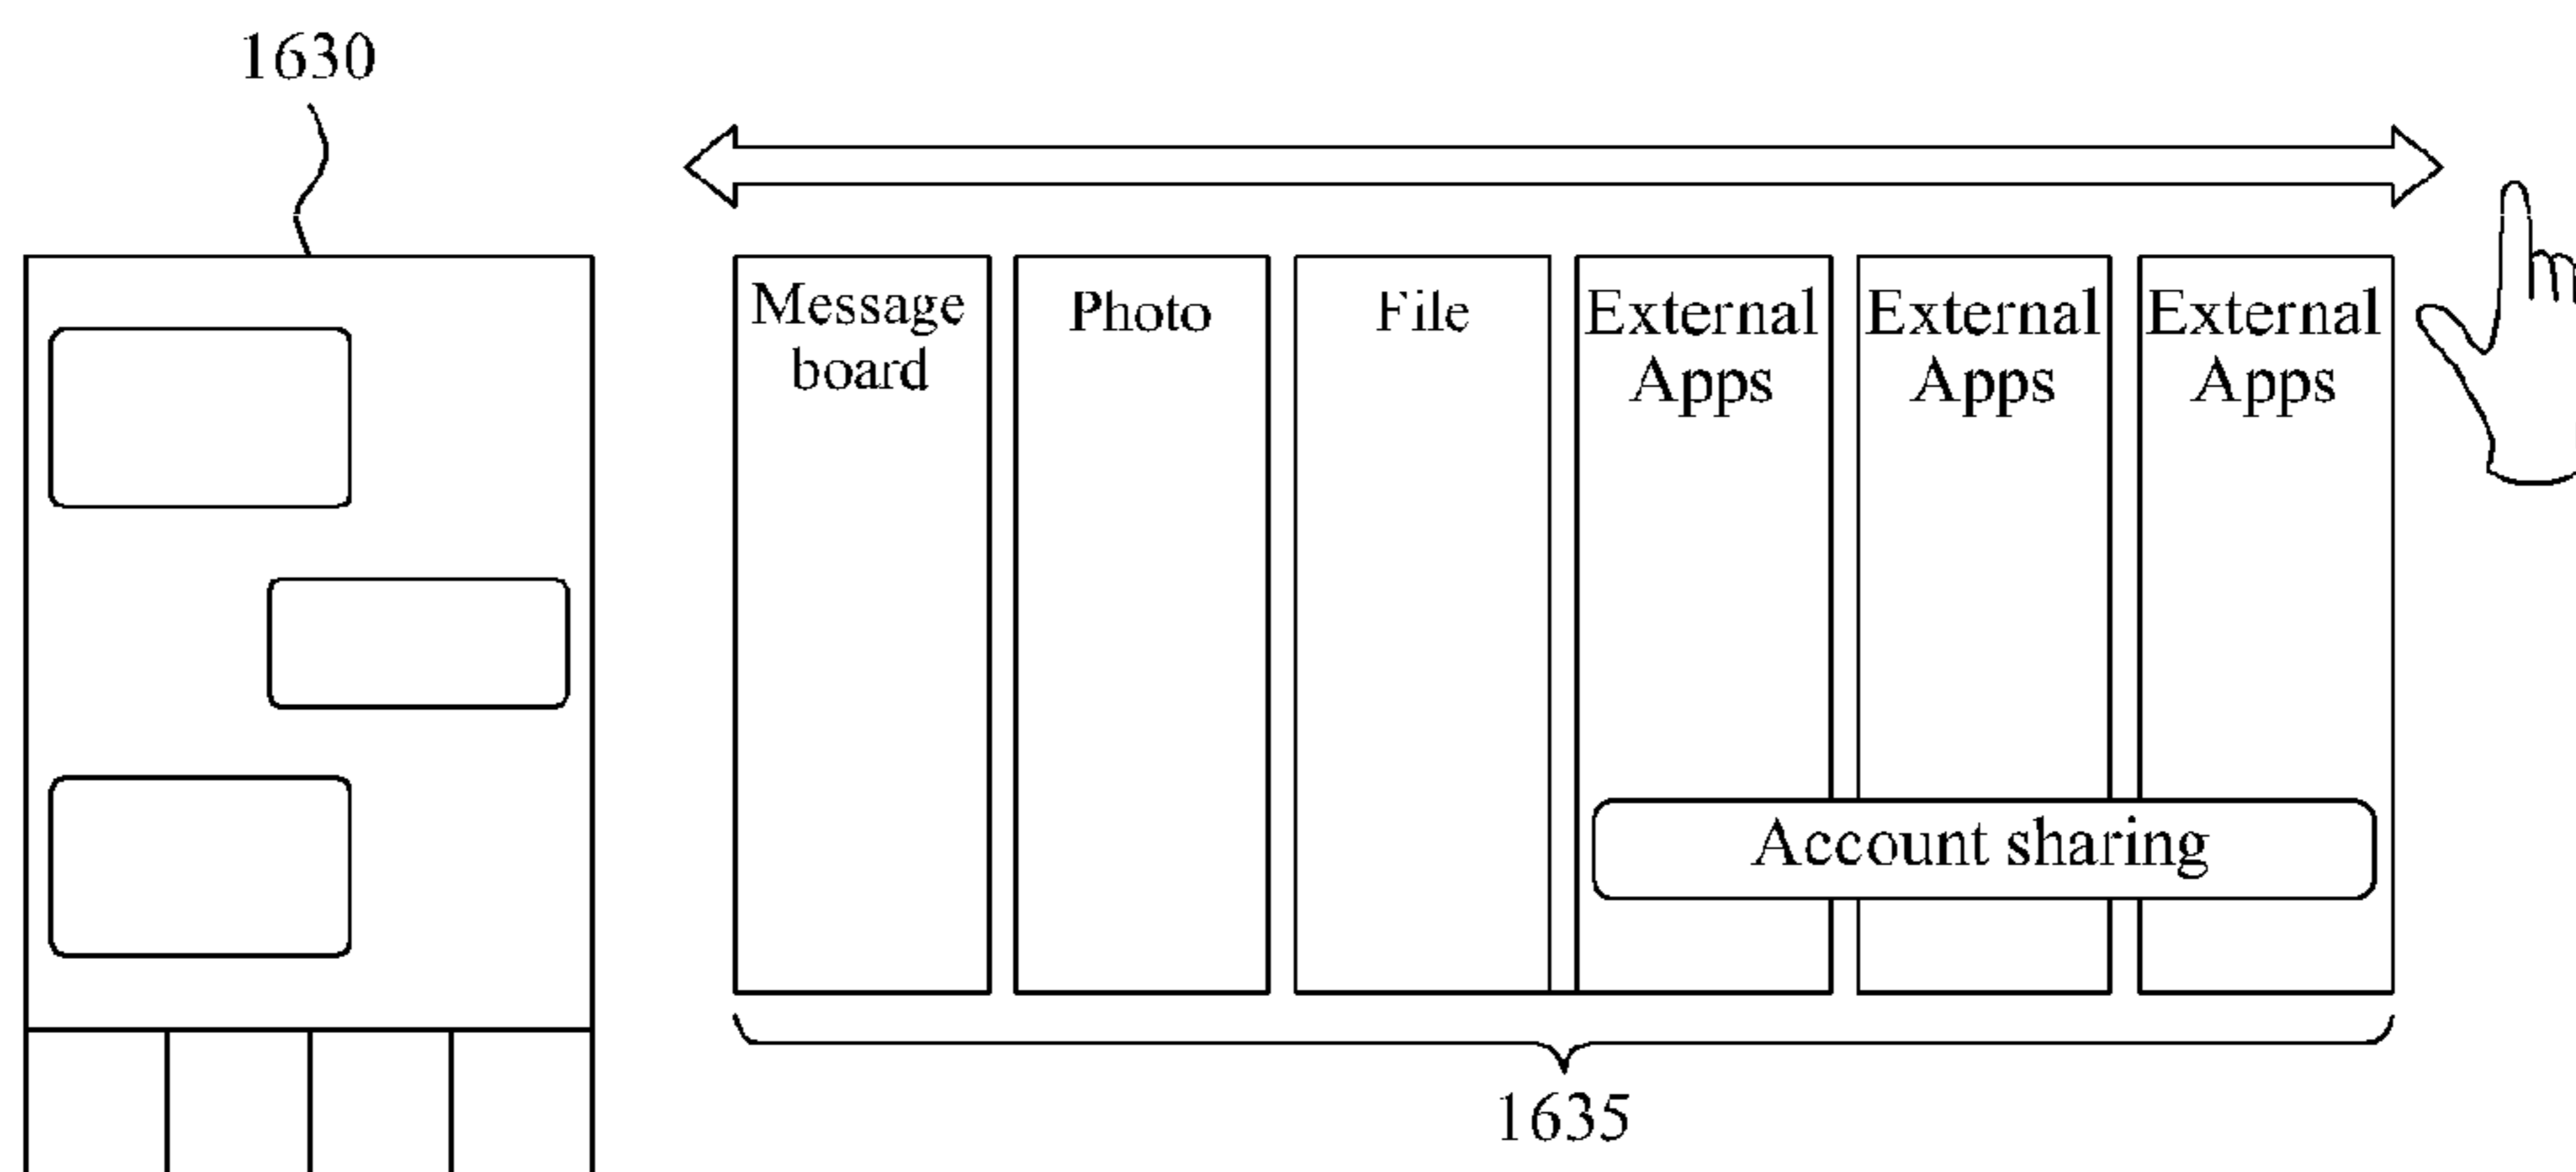 1630
Message
board
Photo
File
External
Apps
External
Apps
External
Apps
Account sharing
1635